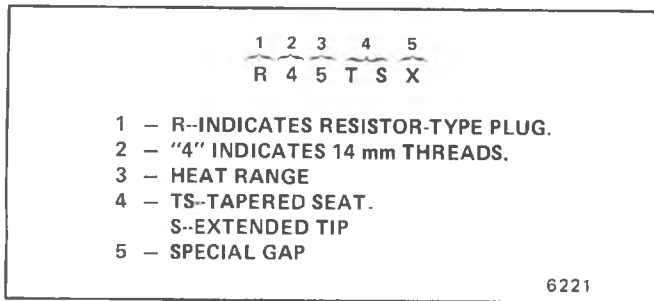 1 2 3 4 5
R 4 5 T S X
1 – R--INDICATES RESISTOR-TYPE PLUG.
2 – "4" INDICATES 14 mm THREADS.
3 – HEAT RANGE
4 – TS--TAPERED SEAT.
S--EXTENDED TIP
5 – SPECIAL GAP
6221